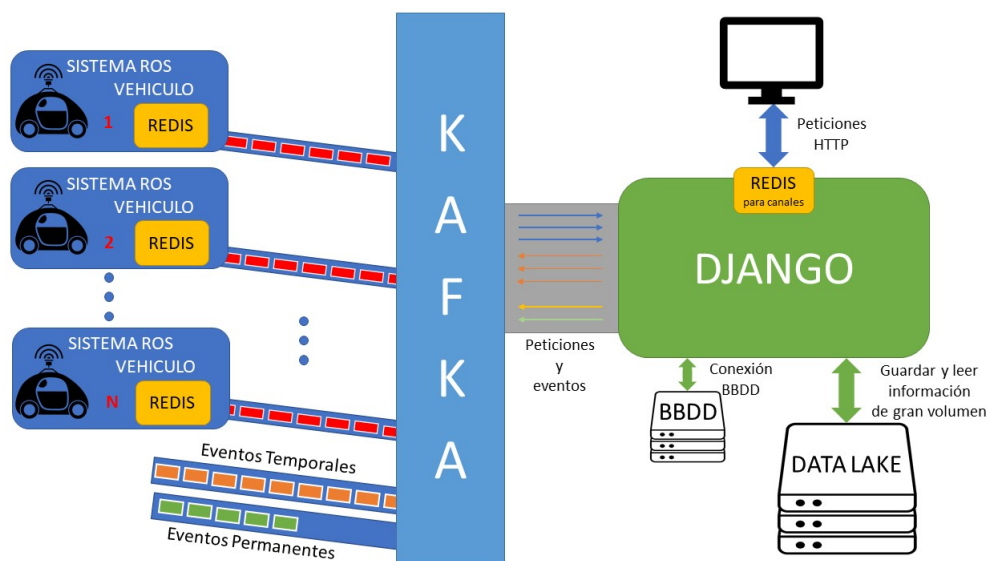 SISTEMA ROS
VEHICULO
1
REDIS
SISTEMA ROS
VEHICULO
2
REDIS
SISTEMA ROS
VEHICULO
N
REDIS
Eventos Temporales
Eventos Permanentes
K
A
F
K
A
Peticiones
y
eventos
Peticiones
HTTP
REDIS
para canales
DJANGO
Conexión
BBDD
BBDD
Guardar y leer
información
de gran volumen
DATA LAKE